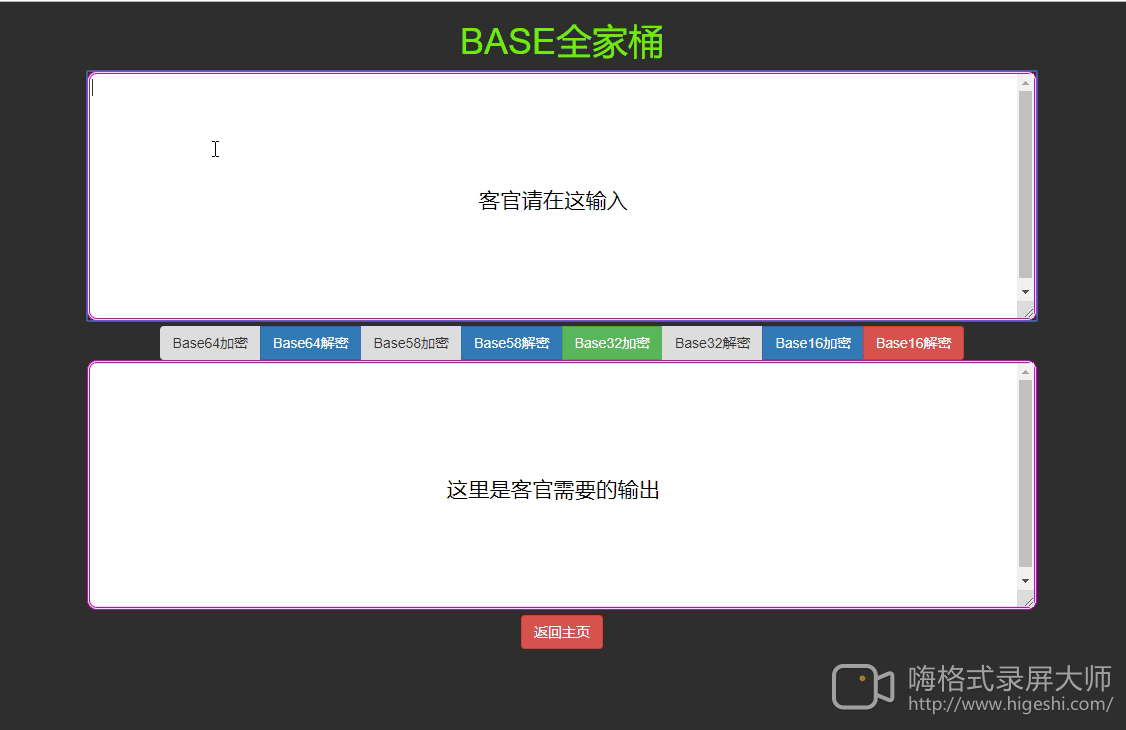 BASE全家桶
客官请在这输入
Base64加密 Base64解密 Base58加密 Base58解密 Base32加密 Base32解密 Base16加密 Base16解密
这里是客官需要的输出
返回主页
嗨格式录屏大师
http://www.higeshi.com/